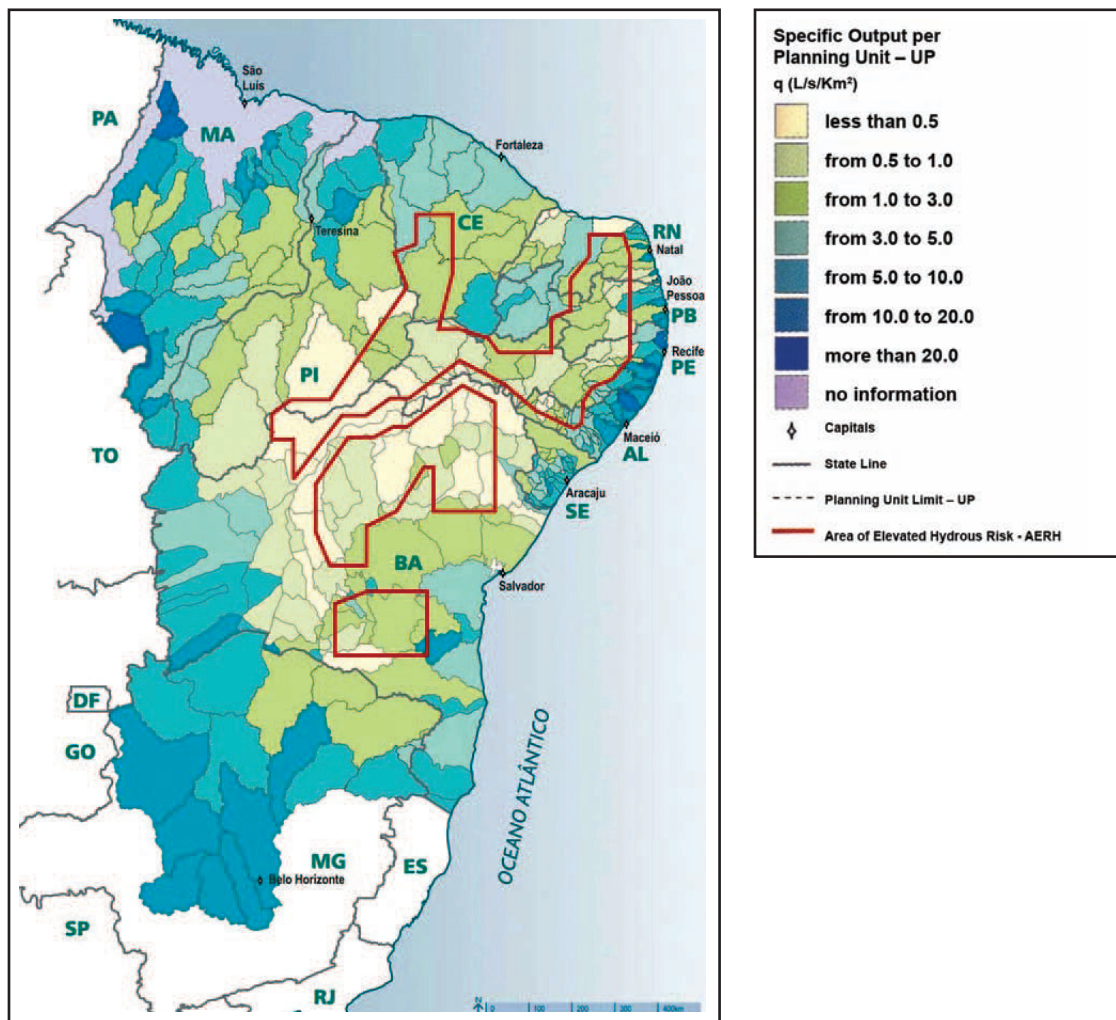 São
Luís
PA
MA
Fortaleza
CE
Teresina
RN
Natal
João
Pessoa
PB
Recife
PE
PI
TO
Maceió
AL
Aracaju
SE
BA
Salvador
DF
GO
OCEANO ATLÂNTICO
MG
ES
Belo Horizonte
SP
RJ
N
0 100 200 300 400km
Specific Output per
Planning Unit – UP
q (L/s/Km²)
less than 0.5
from 0.5 to 1.0
from 1.0 to 3.0
from 3.0 to 5.0
from 5.0 to 10.0
from 10.0 to 20.0
more than 20.0
no information
Capitals
State Line
Planning Unit Limit – UP
Area of Elevated Hydrous Risk - AERH